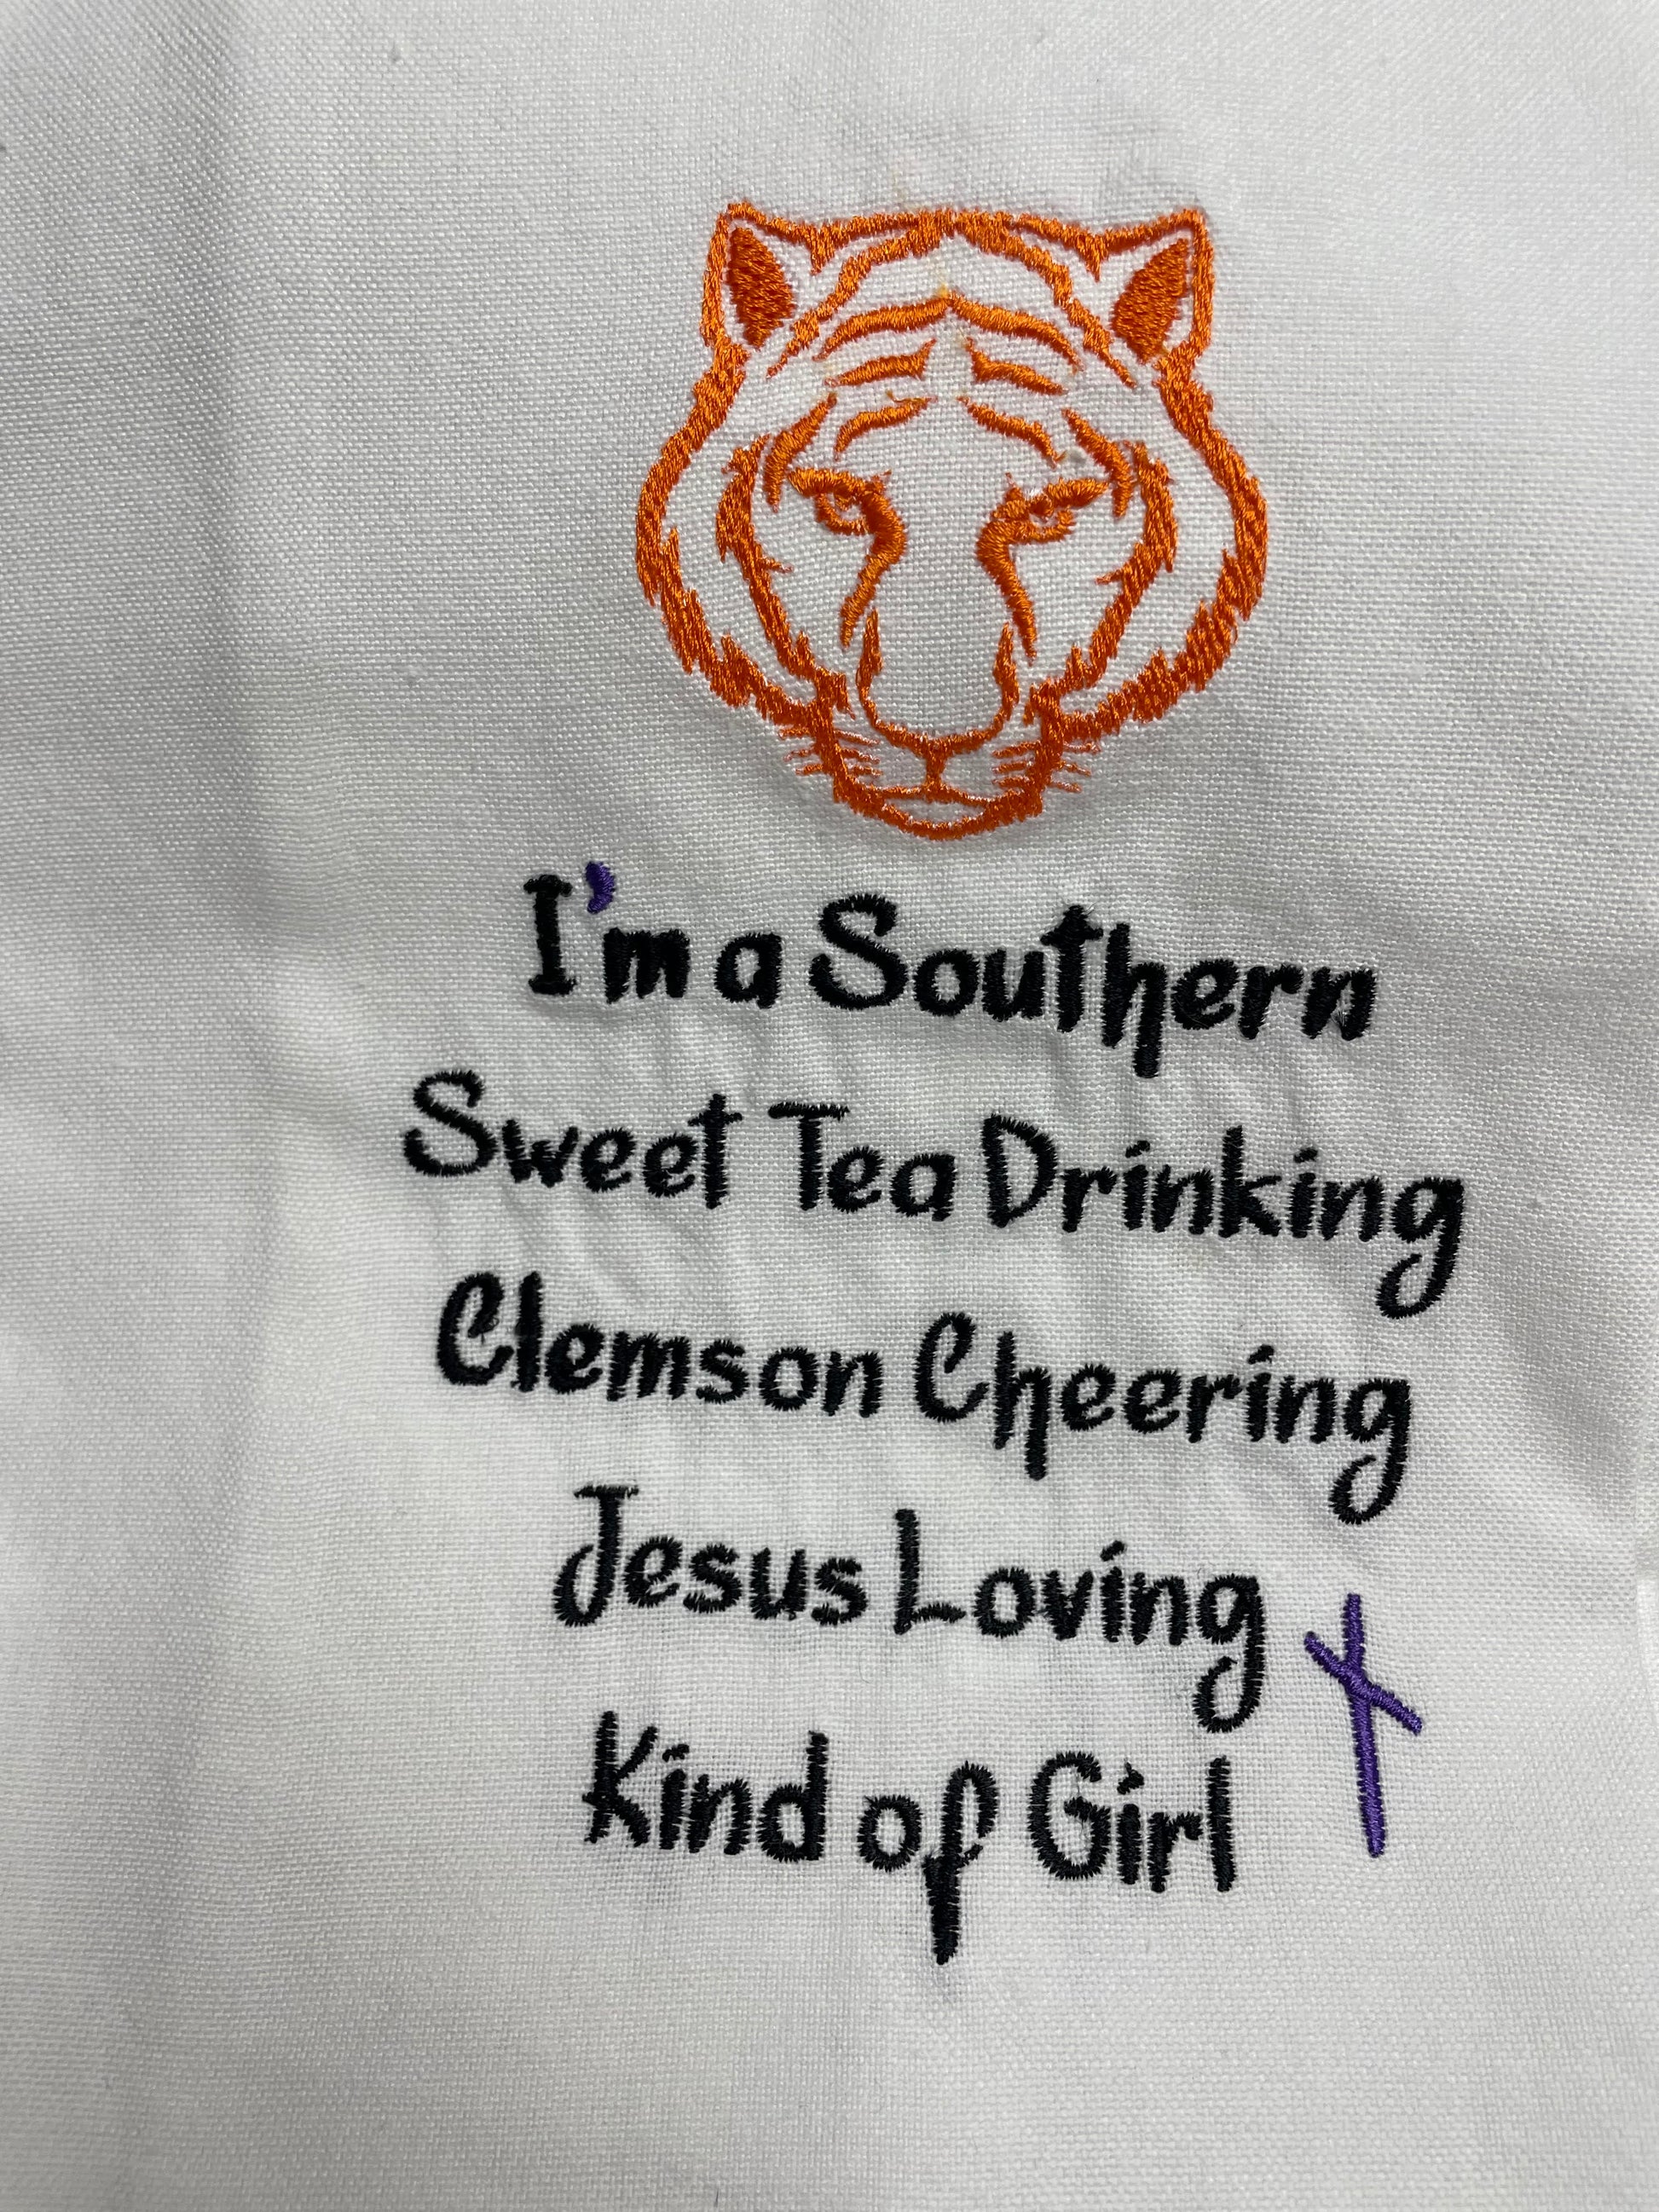 I'm a Southern
Sweet Tea Drinking
Clemson Cheering
Jesus Loving
Kind of Girl